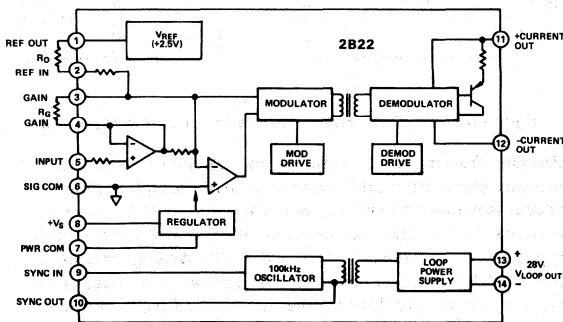 2B22
REF OUT
1
VREF
(+2.5V)
RO
REF IN
2
GAIN
3
RG
GAIN
4
INPUT
5
SIG COM
6
+VS
8
PWR COM
7
SYNC IN
9
SYNC OUT
10
−
+
−
+
REGULATOR
MODULATOR
MOD
DRIVE
DEMODULATOR
DEMOD
DRIVE
100kHz
OSCILLATOR
LOOP
POWER
SUPPLY
11
+CURRENT
OUT
12
-CURRENT
OUT
13
+
28V
VLOOP OUT
14
−